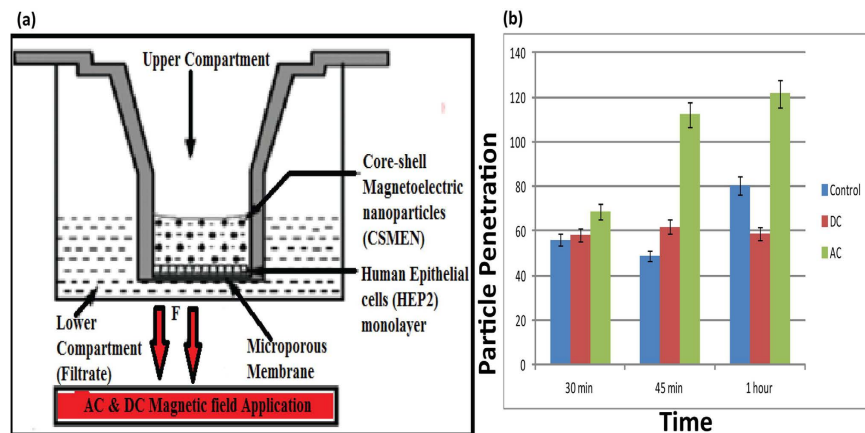 (a)
Upper Compartment
Core-shell
Magnetoelectric
nanoparticles
(CSMEN)
Human Epithelial
cells (HEP2)
monolayer
Lower
Compartment
(Filtrate)
F
Microporous
Membrane
AC & DC Magnetic field Application
(b)
Particle Penetration
140
120
100
80
60
40
20
0
30 min
45 min
1 hour
Time
Control
DC
AC